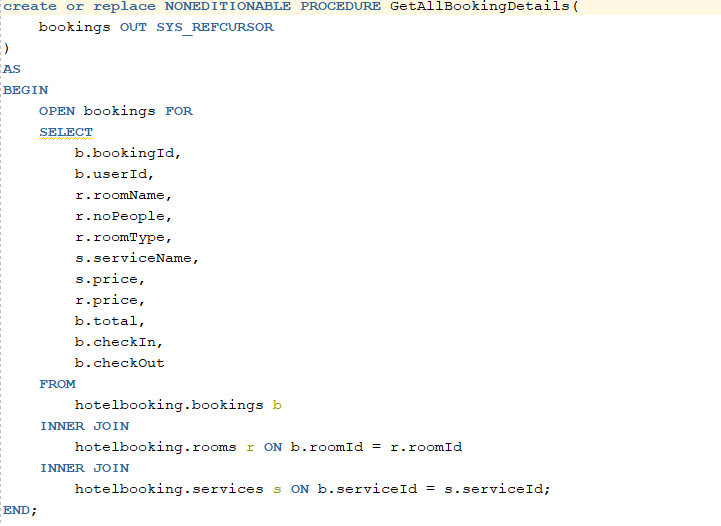 create or replace NONEDITIONABLE PROCEDURE GetAllBookingDetails(
    bookings OUT SYS_REFCURSOR
)
AS
BEGIN
    OPEN bookings FOR
    SELECT
        b.bookingId,
        b.userId,
        r.roomName,
        r.noPeople,
        r.roomType,
        s.serviceName,
        s.price,
        r.price,
        b.total,
        b.checkIn,
        b.checkOut
    FROM
        hotelbooking.bookings b
    INNER JOIN
        hotelbooking.rooms r ON b.roomId = r.roomId
    INNER JOIN
        hotelbooking.services s ON b.serviceId = s.serviceId;
END;